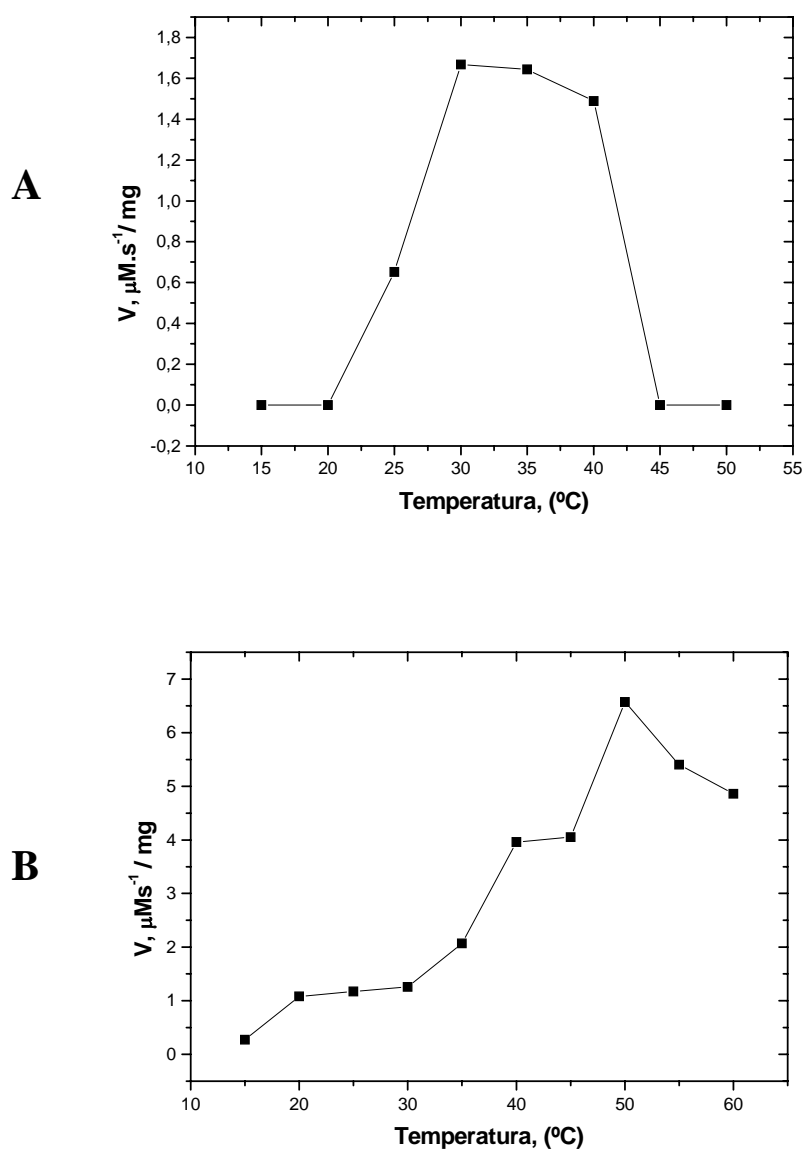 A
V, μM.s⁻¹/ mg
1,8
1,6
1,4
1,2
1,0
0,8
0,6
0,4
0,2
0,0
-0,2
10 15 20 25 30 35 40 45 50 55
Temperatura, (ºC)
B
V, μMs⁻¹ / mg
7
6
5
4
3
2
1
0
10 20 30 40 50 60
Temperatura, (ºC)